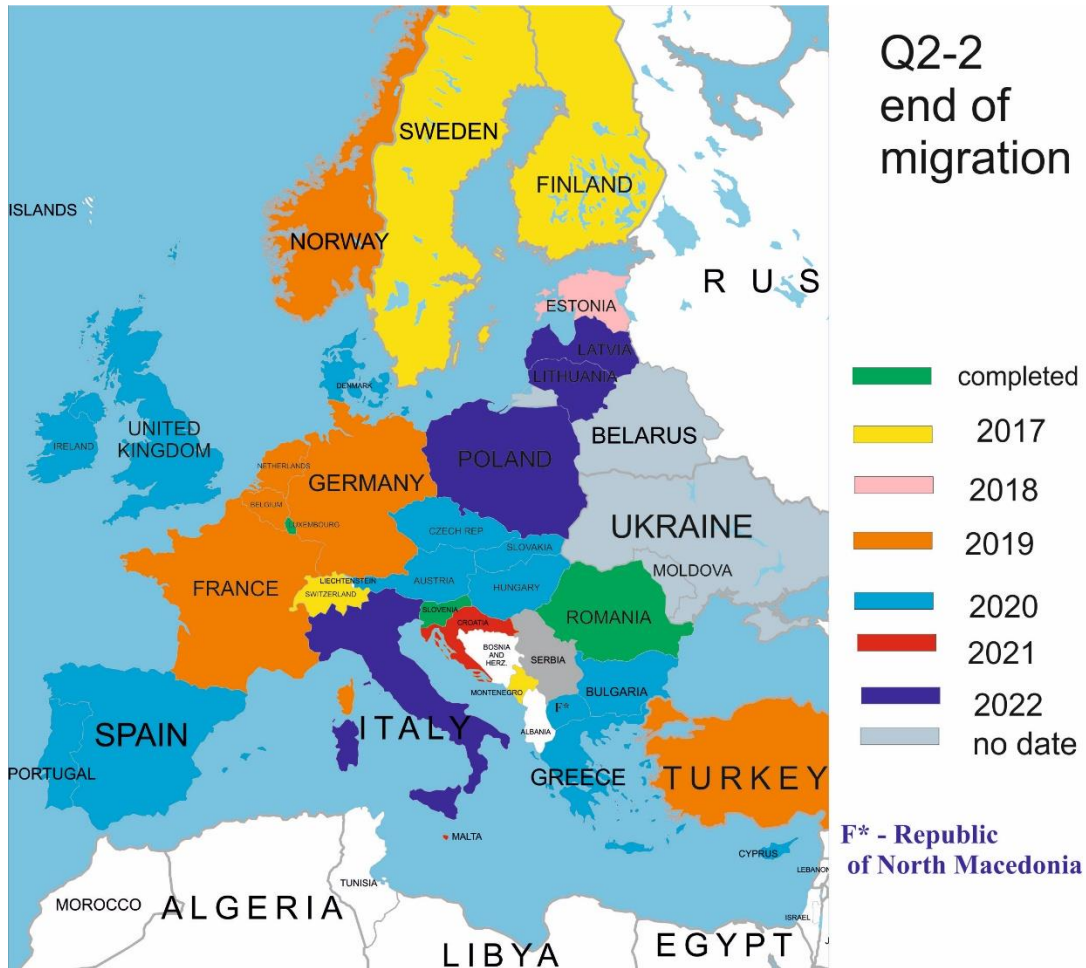 Q2-2
end of
migration
SWEDEN
FINLAND
ISLANDS
NORWAY
R U S
ESTONIA
LATVIA
LITHUANIA
DENMARK
UNITED
KINGDOM
IRELAND
BELARUS
POLAND
NETHERLANDS
GERMANY
BELGIUM
LUXEMBOURG
CZECH REP.
UKRAINE
SLOVAKIA
MOLDOVA
FRANCE
LIECHTENSTEIN
SWITZERLAND
AUSTRIA
HUNGARY
SLOVENIA
ROMANIA
CROATIA
BOSNIA
AND
HERZ.
SERBIA
MONTENEGRO
BULGARIA
F*
ITALY
ALBANIA
SPAIN
PORTUGAL
GREECE
TURKEY
MALTA
CYPRUS
LEBANON
TUNISIA
MOROCCO
ALGERIA
ISRAEL
J
LIBYA
EGYPT
completed
2017
2018
2019
2020
2021
2022
no date
F* - Republic
of North Macedonia